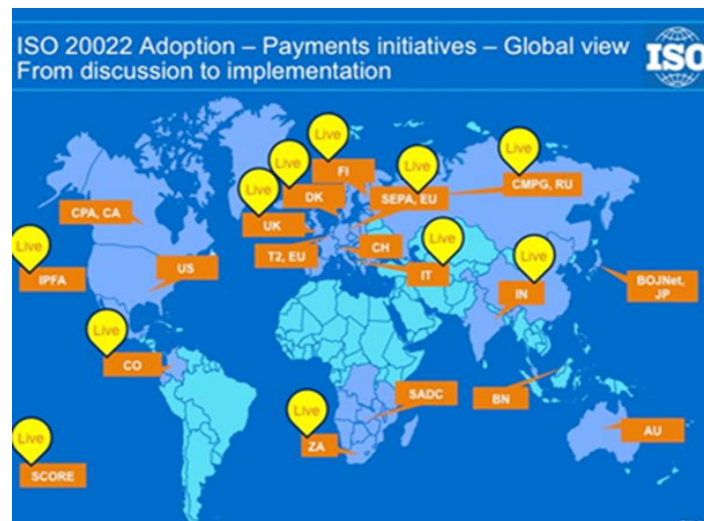 ISO 20022 Adoption – Payments initiatives – Global view
From discussion to implementation
ISO
Live
FI
Live
DK
Live
SEPA, EU
Live
CMPG, RU
Live
UK
CPA, CA
T2, EU
CH
Live
IT
Live
IN
Live
IPFA
US
BOJNet,
JP
Live
CO
SADC
BN
Live
ZA
AU
Live
SCORE